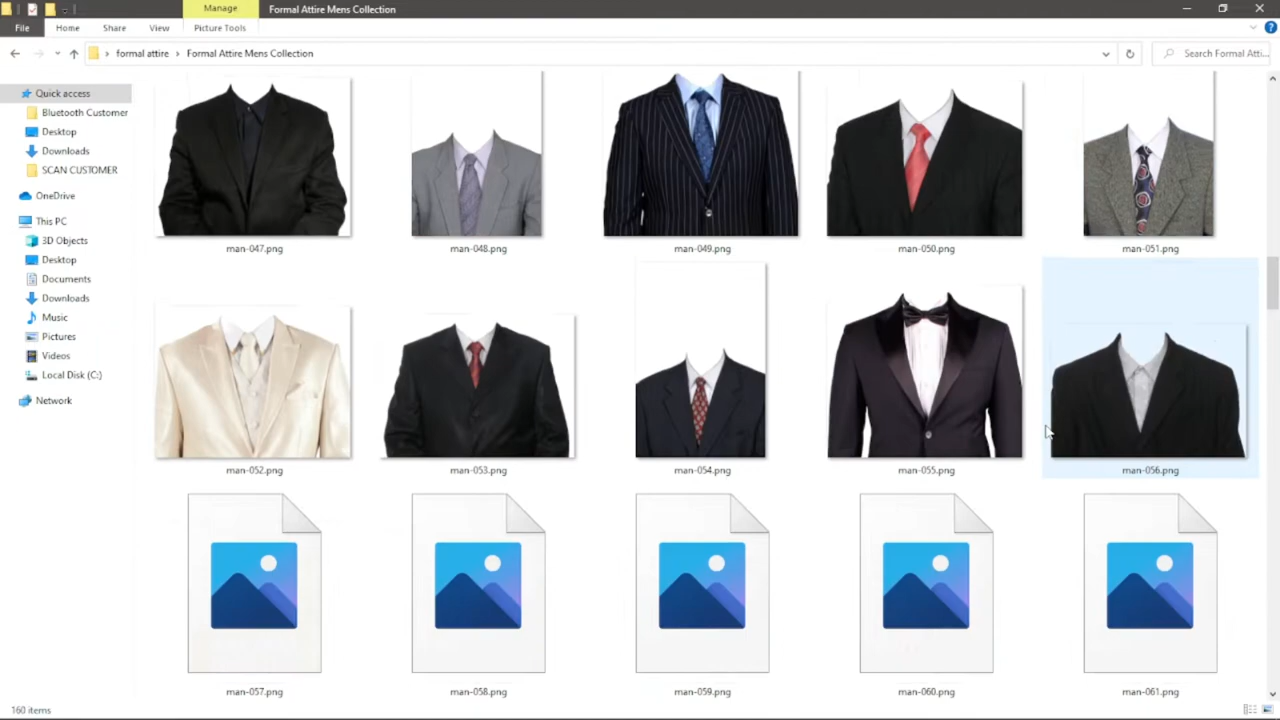 Manage
Formal Attire Mens Collection
File
Home
Share
View
Picture Tools
formal attire
Formal Attire Mens Collection
Search Formal Atti...
Quick access
Bluetooth Customer
Desktop
Downloads
SCAN CUSTOMER
OneDrive
This PC
3D Objects
Desktop
Documents
Downloads
Music
Pictures
Videos
Local Disk (C:)
Network
man-047.png
man-048.png
man-049.png
man-050.png
man-051.png
man-052.png
man-053.png
man-054.png
man-055.png
man-056.png
man-057.png
man-058.png
man-059.png
man-060.png
man-061.png
160 items